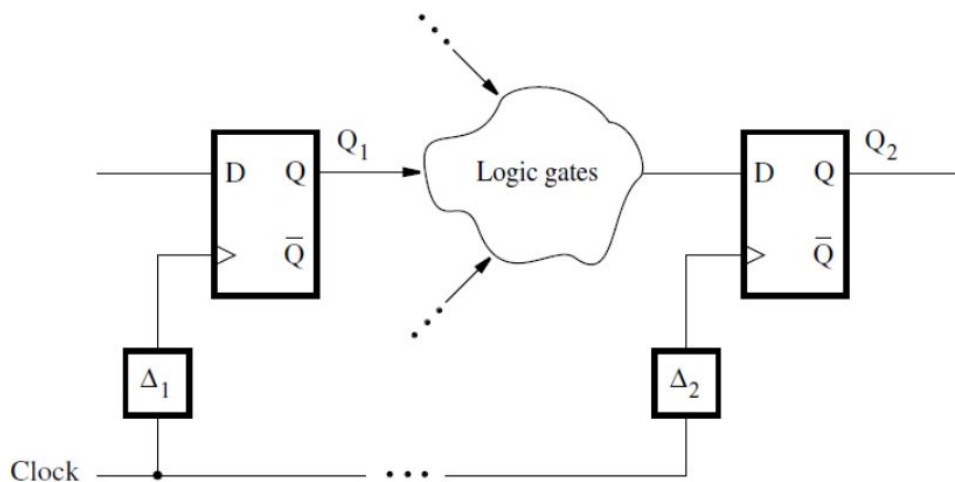 Q₁
Q₂
D Q
Logic gates
D Q
Q̅
Q̅
Δ₁
Δ₂
Clock